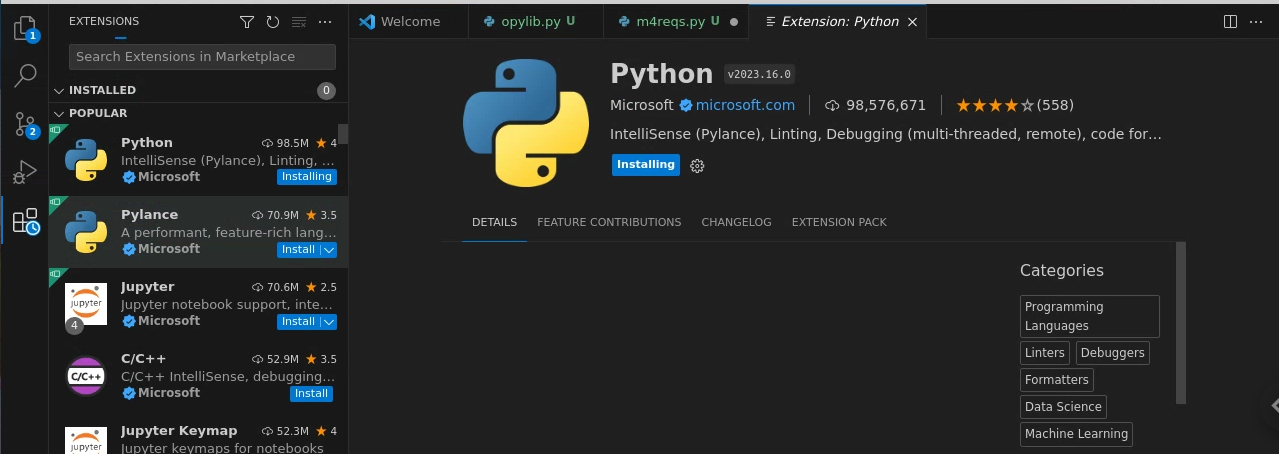 EXTENSIONS
Search Extensions in Marketplace
INSTALLED 0
POPULAR
Python 98.5M ★ 4
IntelliSense (Pylance), Linting, ...
Microsoft Installing
Pylance 70.9M ★ 3.5
A performant, feature-rich lang...
Microsoft Install
Jupyter 70.6M ★ 2.5
Jupyter notebook support, inte...
Microsoft Install
jupyter
4
C/C++ 52.9M ★ 3.5
C/C++ IntelliSense, debugging...
Microsoft Install
C/C++
Jupyter Keymap 52.3M ★ 4
Jupyter keymaps for notebooks
jupyter
1
2
Welcome opylib.py U m4reqs.py U ● Extension: Python
Python v2023.16.0
Microsoft microsoft.com 98,576,671 ★★★★☆(558)
IntelliSense (Pylance), Linting, Debugging (multi-threaded, remote), code for...
Installing
DETAILS FEATURE CONTRIBUTIONS CHANGELOG EXTENSION PACK
Categories
Programming
Languages
Linters Debuggers
Formatters
Data Science
Machine Learning